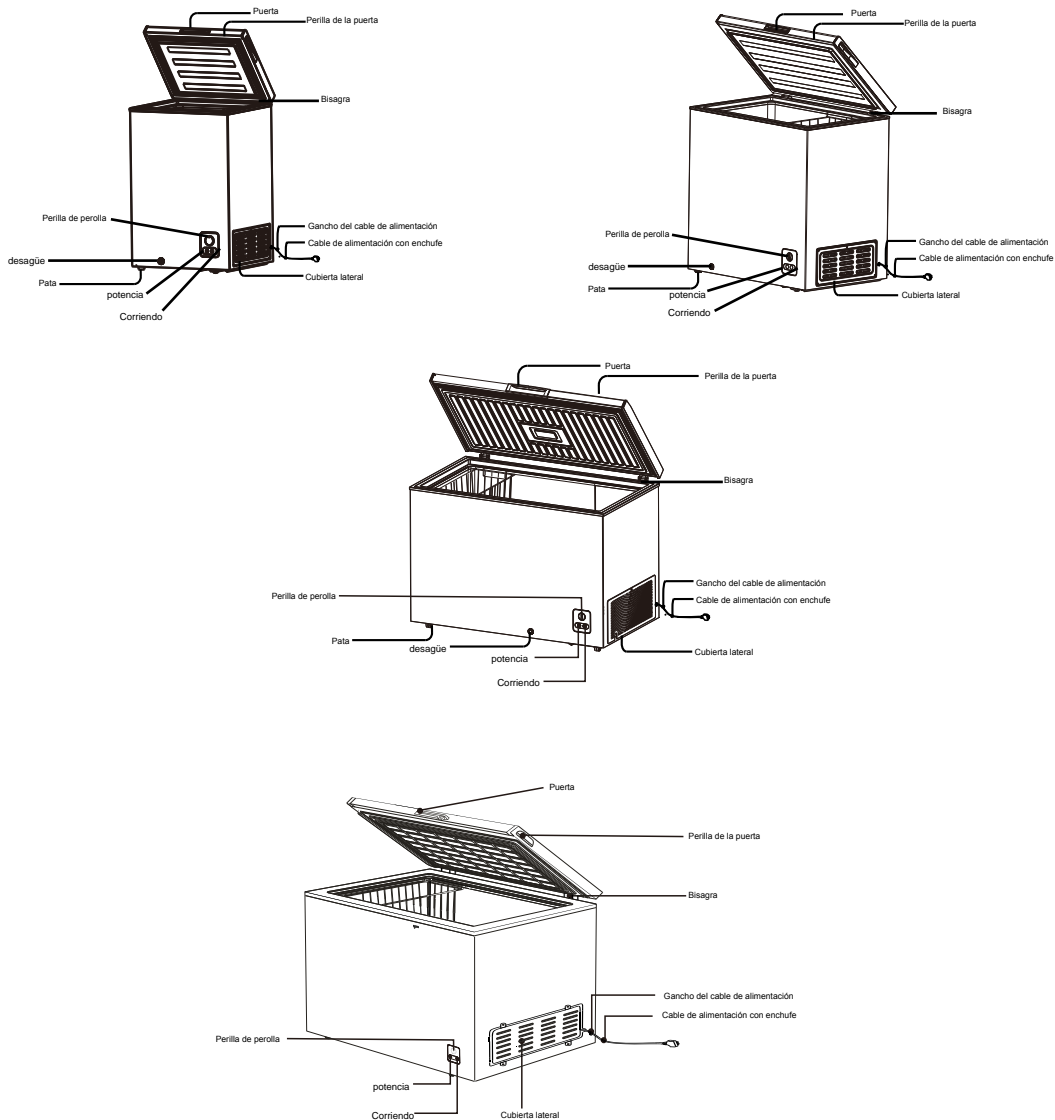 Puerta
Perilla de la puerta
Bisagra
Perilla de perolla
Gancho del cable de alimentación
Cable de alimentación con enchufe
desagüe
Cubierta lateral
Pata
potencia
Corriendo
Puerta
Perilla de la puerta
Bisagra
Perilla de perolla
Gancho del cable de alimentación
Cable de alimentación con enchufe
desagüe
Pata
potencia
Cubierta lateral
Corriendo
Puerta
Perilla de la puerta
Bisagra
Gancho del cable de alimentación
Perilla de perolla
Cable de alimentación con enchufe
Pata
desagüe
Cubierta lateral
potencia
Corriendo
Puerta
Perilla de la puerta
Bisagra
Gancho del cable de alimentación
Cable de alimentación con enchufe
Perilla de perolla
potencia
Corriendo
Cubierta lateral